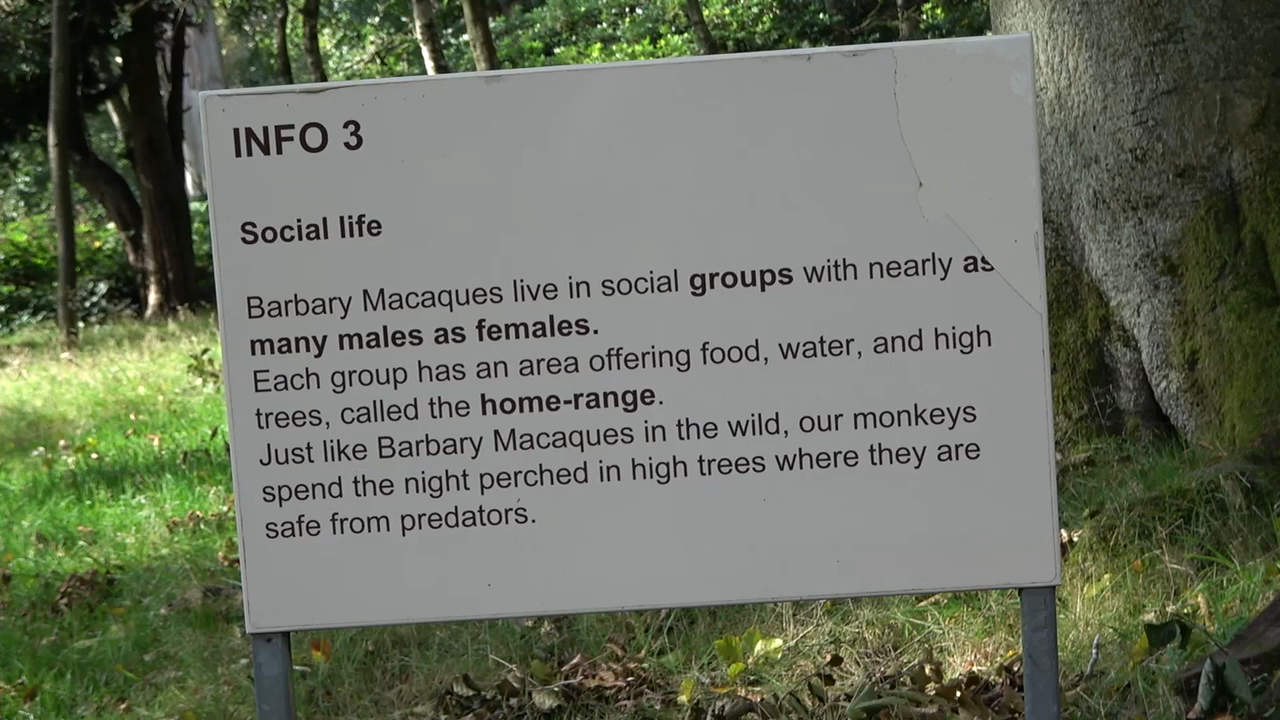 INFO 3
Social life
Barbary Macaques live in social groups with nearly as
many males as females.
Each group has an area offering food, water, and high
trees, called the home-range.
Just like Barbary Macaques in the wild, our monkeys
spend the night perched in high trees where they are
safe from predators.